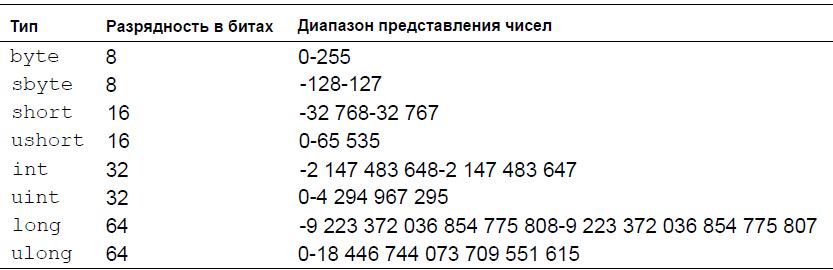 Тип Разрядность в битах Диапазон представления чисел
byte 8 0-255
sbyte 8 -128-127
short 16 -32 768-32 767
ushort 16 0-65 535
int 32 -2 147 483 648-2 147 483 647
uint 32 0-4 294 967 295
long 64 -9 223 372 036 854 775 808-9 223 372 036 854 775 807
ulong 64 0-18 446 744 073 709 551 615